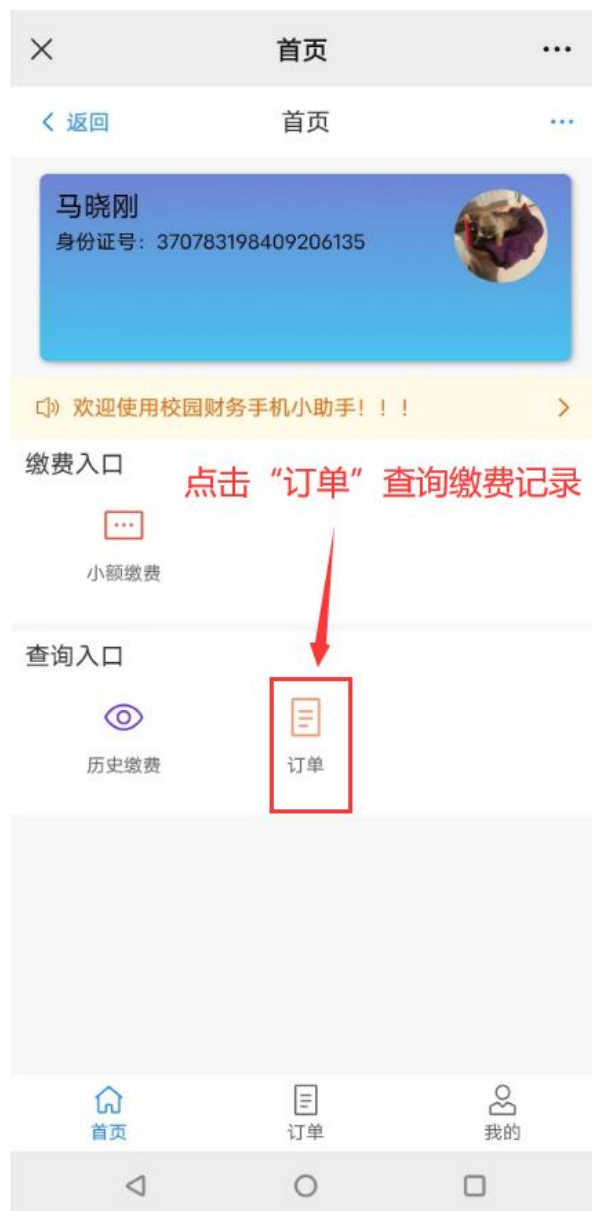 首页
返回
首页
马晓刚
身份证号：370783198409206135
欢迎使用校园财务手机小助手！！！
缴费入口
点击“订单”查询缴费记录
小额缴费
查询入口
历史缴费
订单
首页
订单
我的